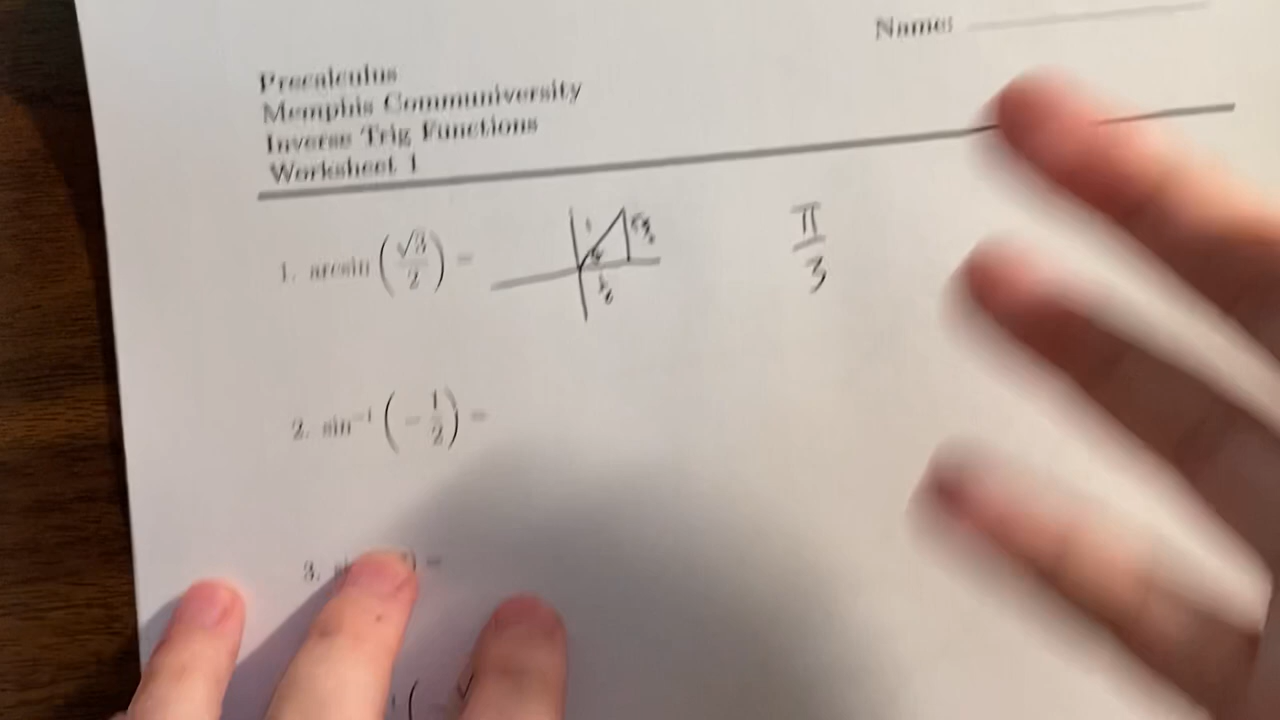 Name:
Precalculus
Memphis Communiversity
Inverse Trig Functions
Worksheet 1
1. arcsin (√3/2) =
π/3
2. sin⁻¹ (−1/2) =
3.